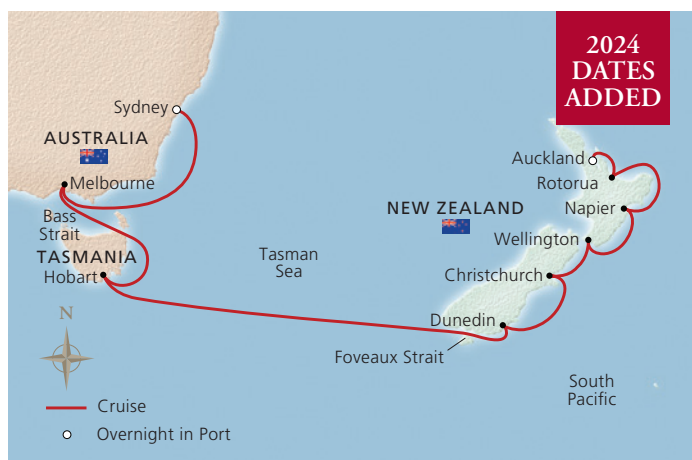 2024
DATES
ADDED
Sydney
AUSTRALIA
Melbourne
Bass
Strait
TASMANIA
Hobart
Tasman
Sea
Auckland
Rotorua
Napier
NEW ZEALAND
Wellington
Christchurch
Dunedin
Foveaux Strait
South
Pacific
N
Cruise
Overnight in Port